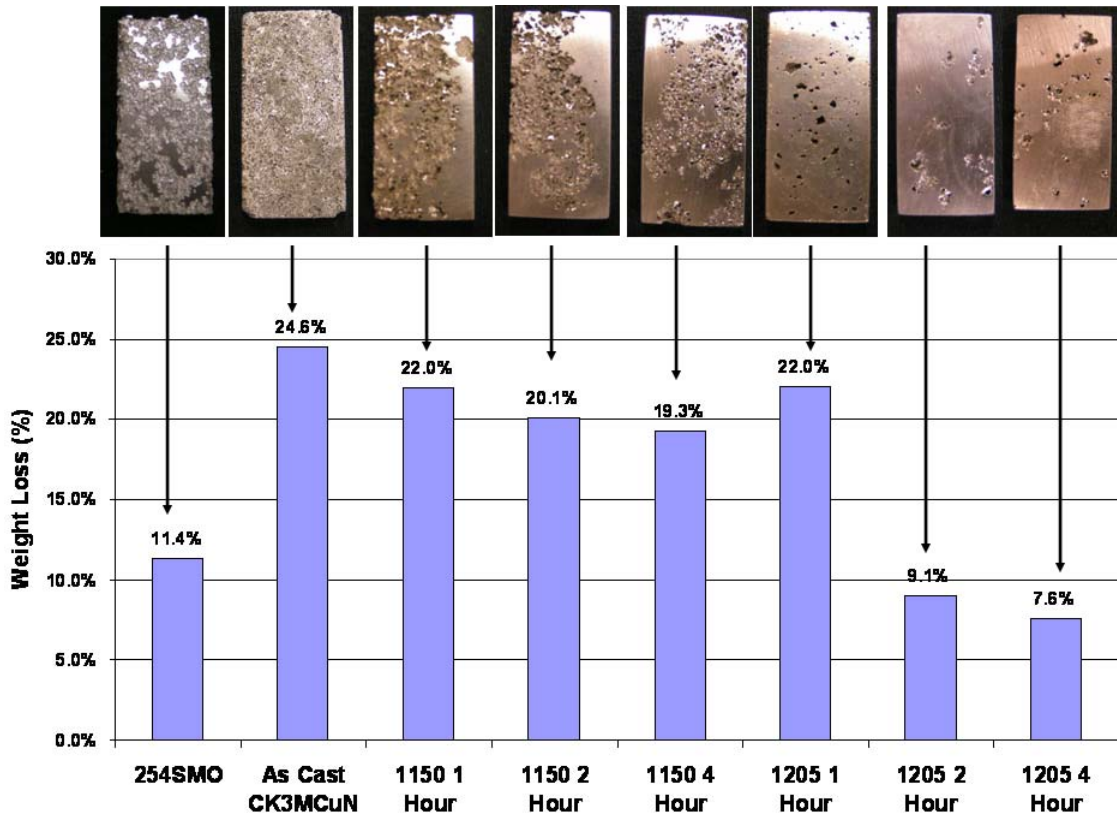 30.0%
25.0%
20.0%
15.0%
10.0%
5.0%
0.0%
Weight Loss (%)
11.4%
24.6%
22.0%
20.1%
19.3%
22.0%
9.1%
7.6%
254SMO
As Cast
CK3MCuN
1150 1
Hour
1150 2
Hour
1150 4
Hour
1205 1
Hour
1205 2
Hour
1205 4
Hour